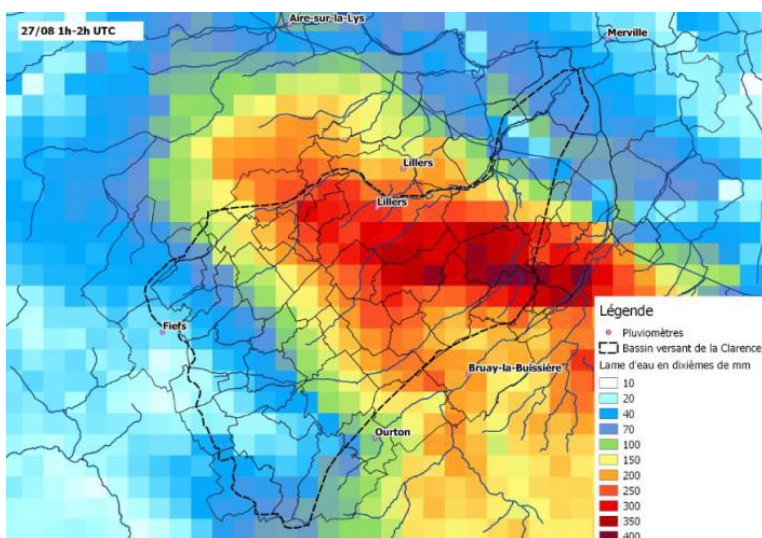 27/08 1h-2h UTC
Aire-sur-la-Lys
Merville
Lillers
Lillers
Fiefs
Bruay-la-Buissière
Ourton
Légende
Pluviomètres
Bassin versant de la Clarence
Lame d'eau en dixièmes de mm
10
20
40
70
100
150
200
250
300
350
400